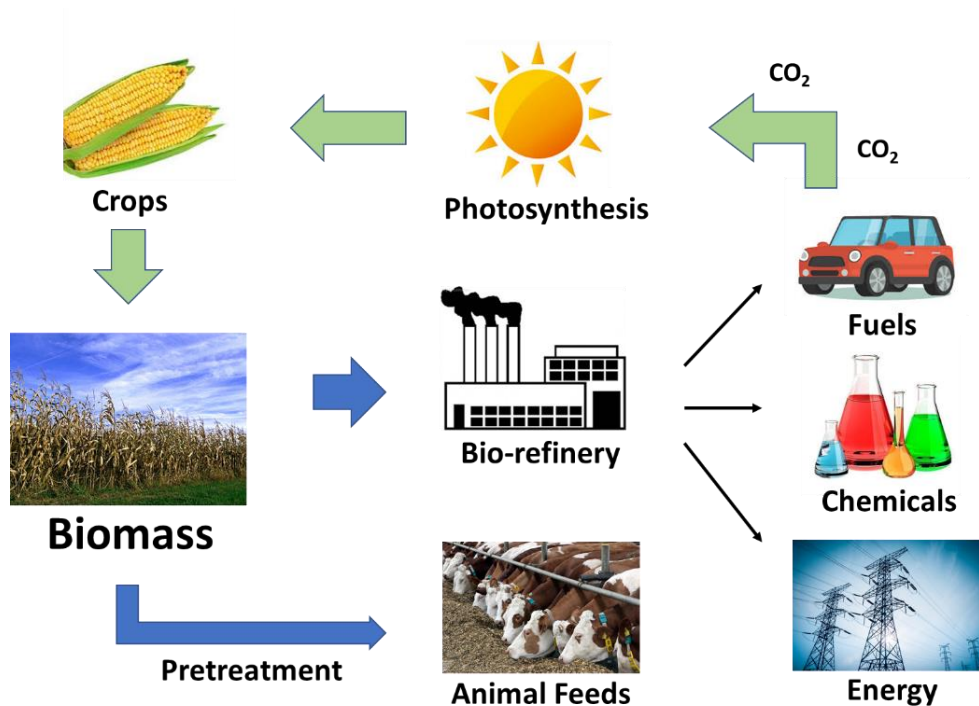 CO₂
CO₂
Crops
Photosynthesis
Fuels
Bio-refinery
Chemicals
Biomass
Pretreatment
Animal Feeds
Energy